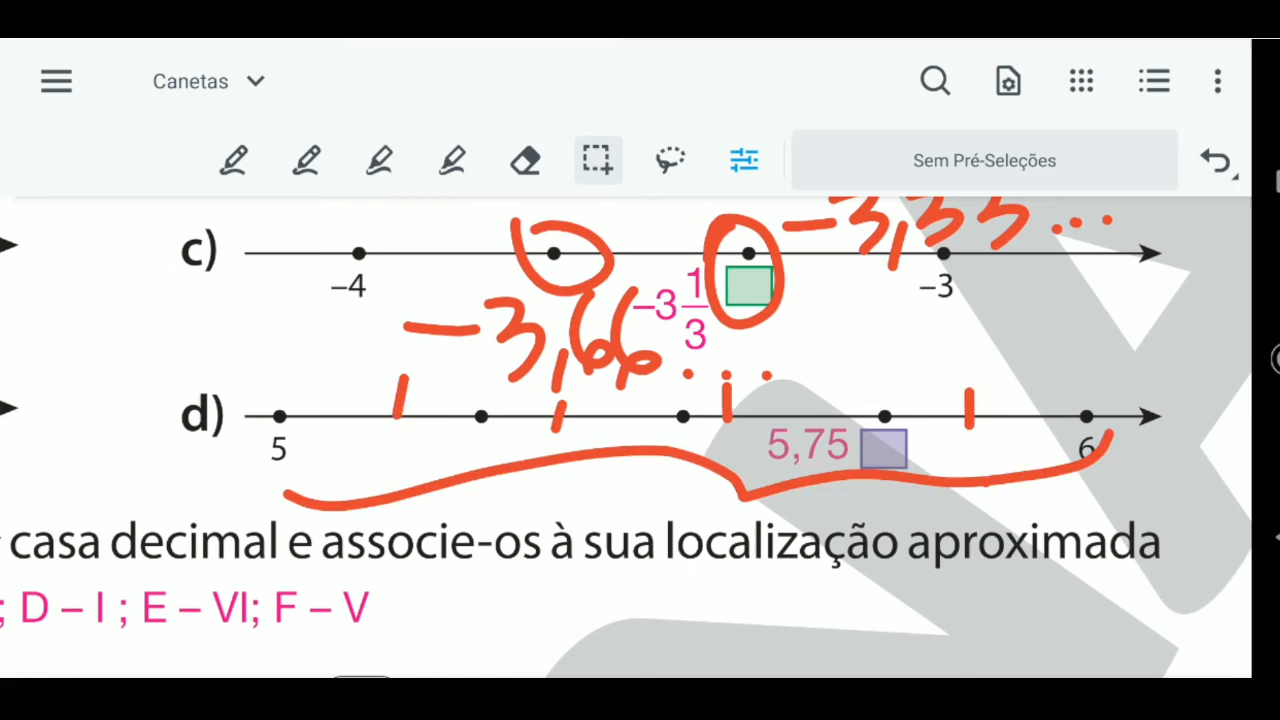 Canetas
Sem Pré-Seleções
−3,33...
c)
−4
−3
−3 1/3
−3,66...
d)
5
5,75
6
casa decimal e associe-os à sua localização aproximada
; D – I ; E – VI; F – V